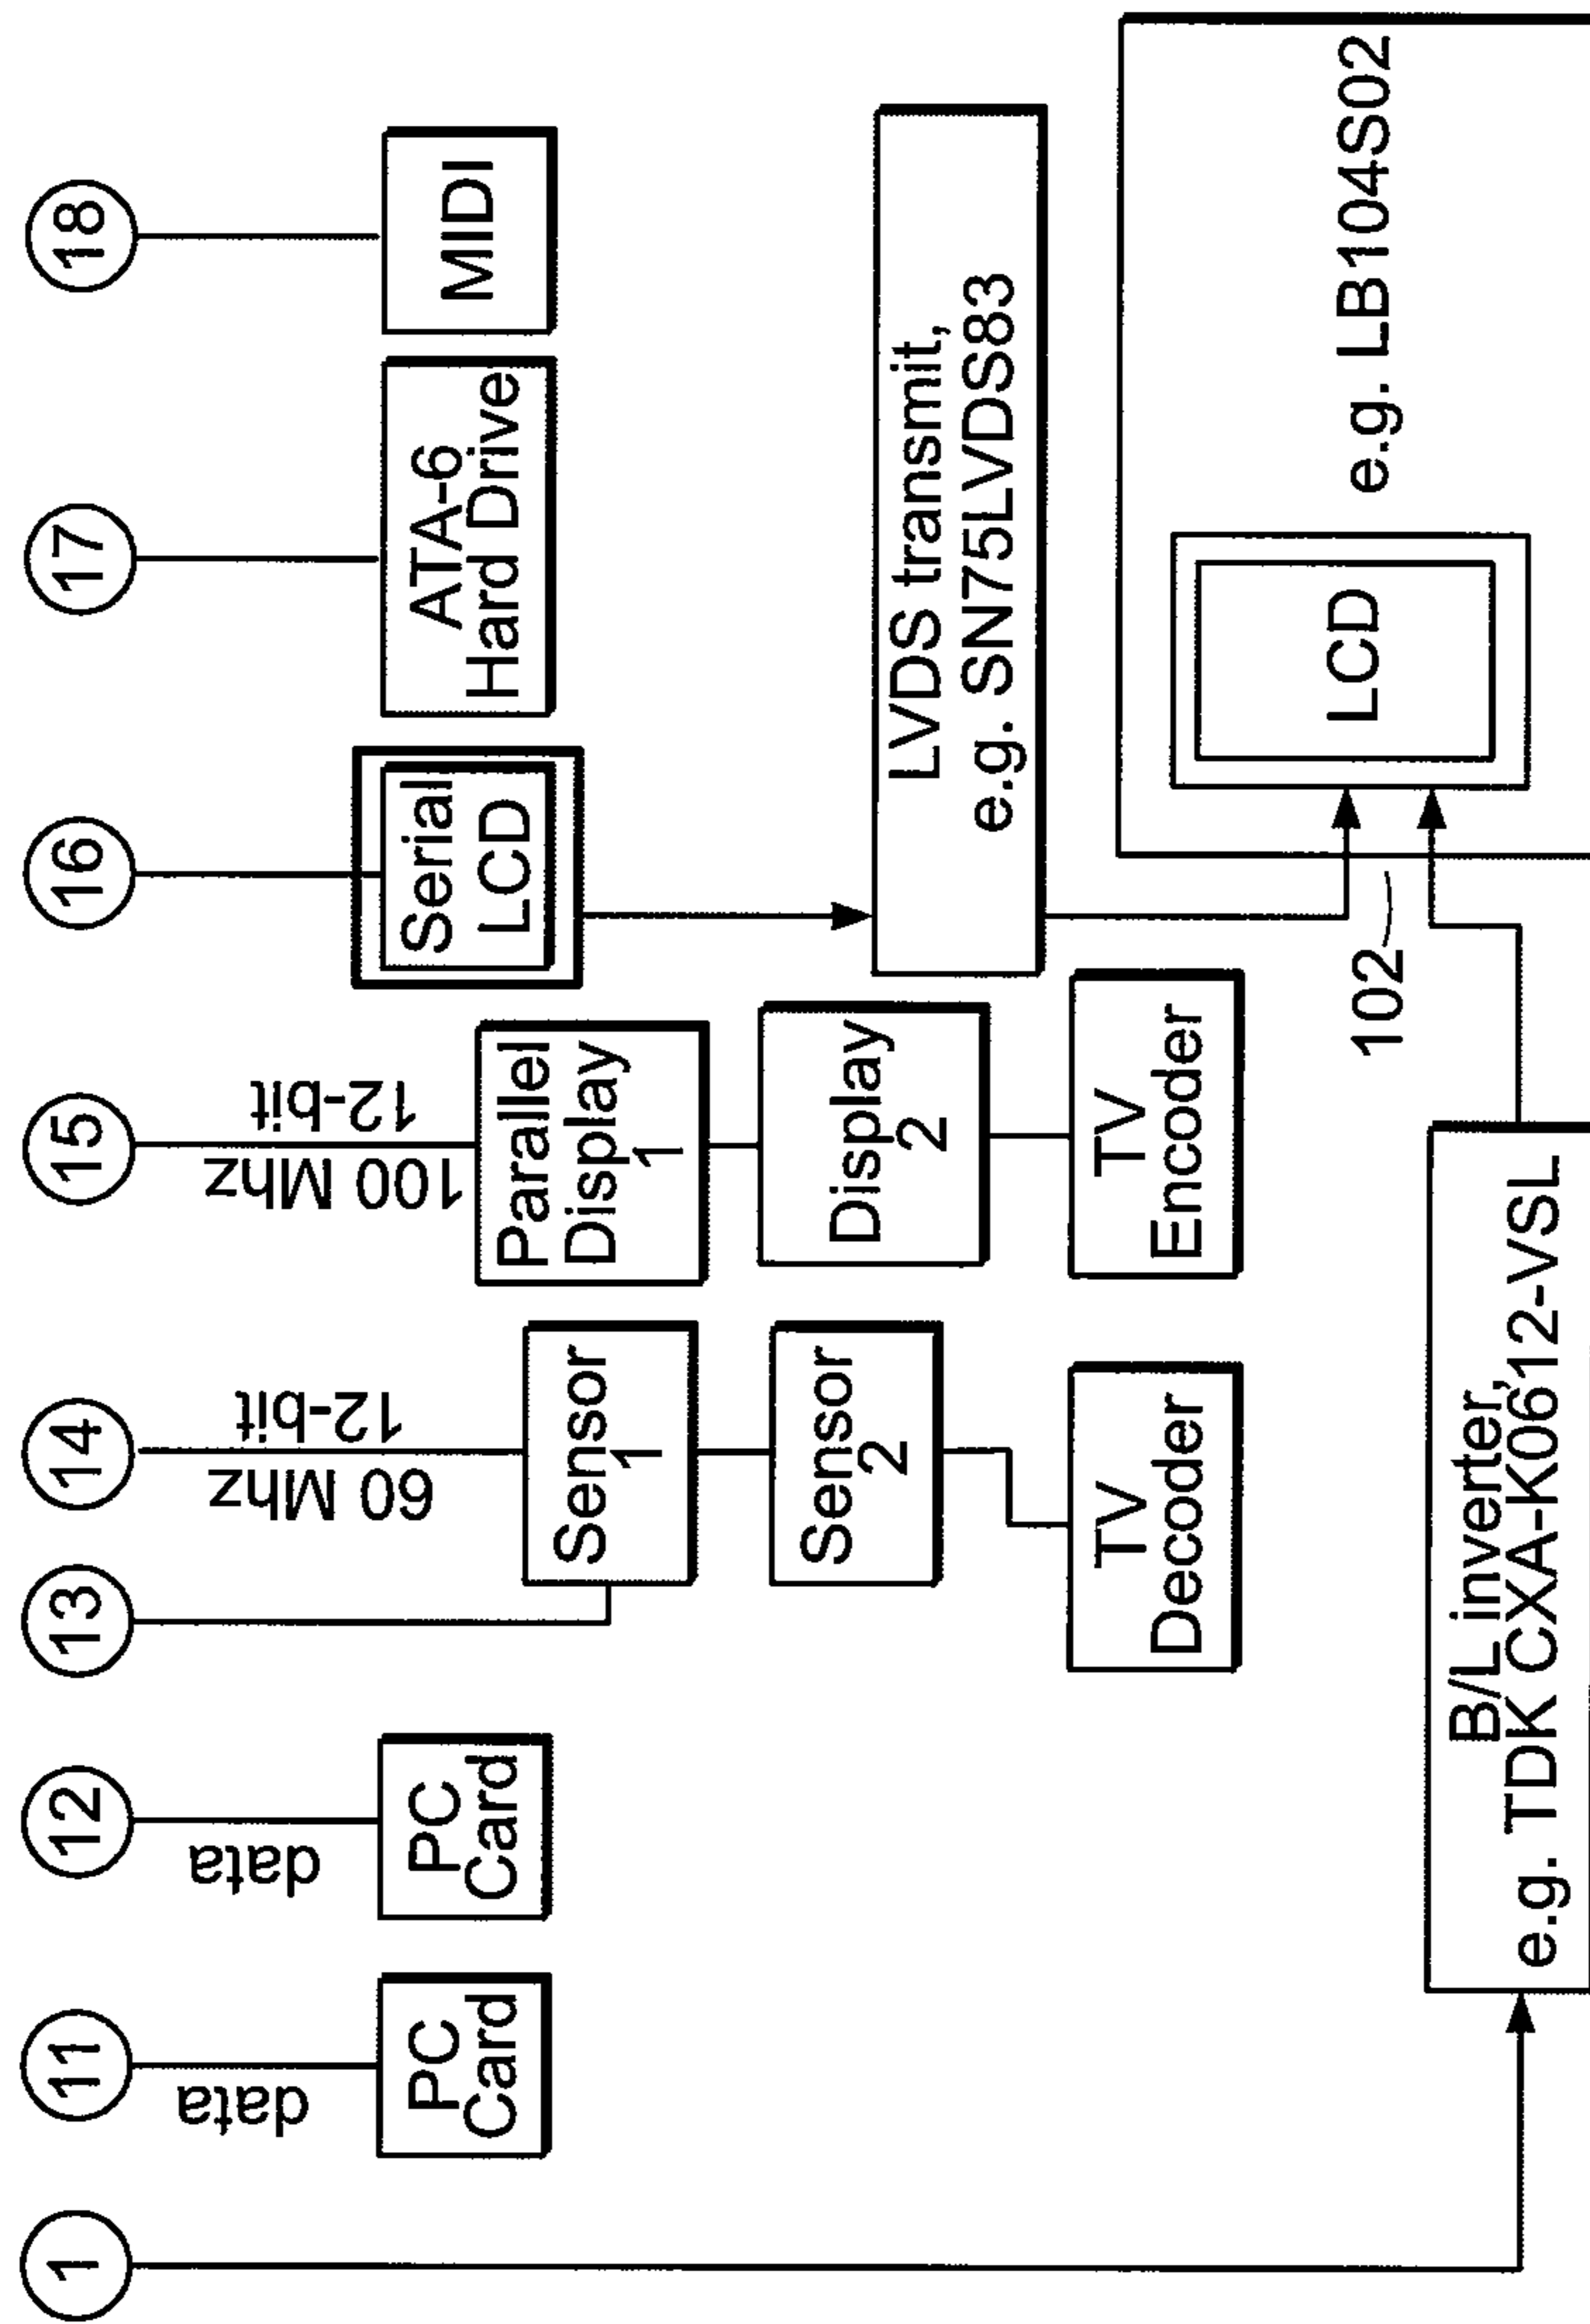 1
11
12
13
14
15
16
17
18
data
data
60 Mhz
12-bit
100 Mhz
12-bit
PC
Card
PC
Card
Sensor
1
Parallel
Display
1
Serial
LCD
ATA-6
Hard Drive
MIDI
Sensor
2
Display
2
LVDS transmit,
e.g. SN75LVDS83
TV
Decoder
TV
Encoder
102
LCD
e.g. LB104S02
B/L inverter,
e.g. TDK CXA-K0612-VSL